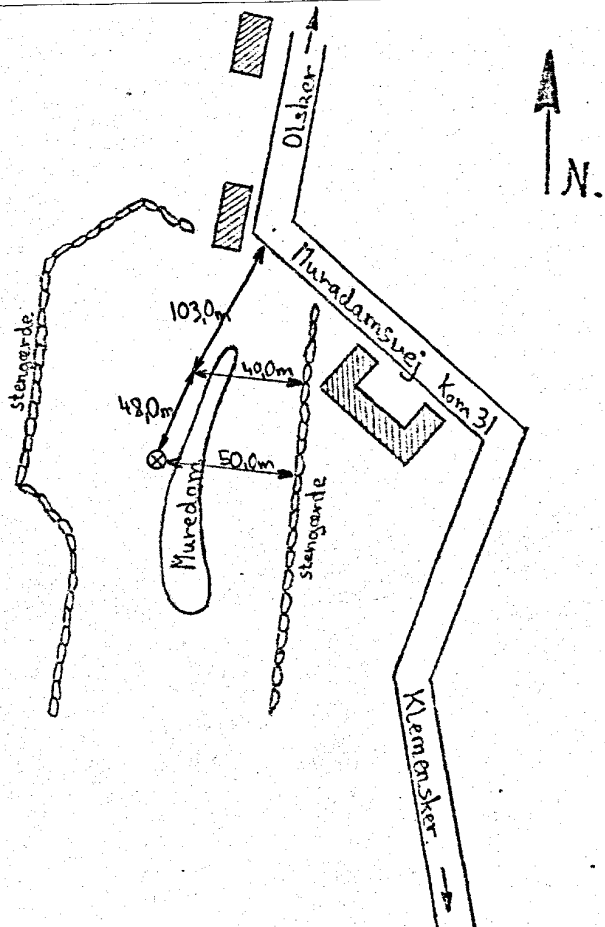 Olsker
N.
Muradamsvej Kom 31
103,0m
stengærde
40,0m
48,0m
50,0m
Muredam
stengærde
Klemensker.